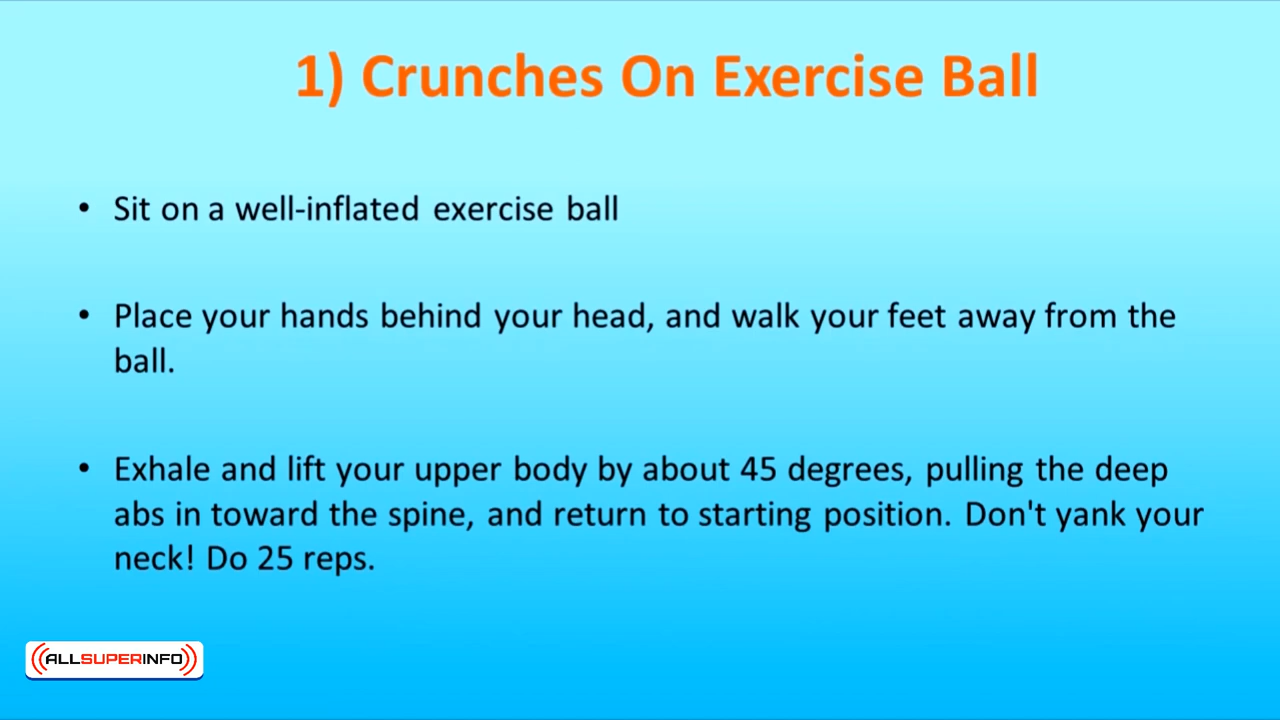 1) Crunches On Exercise Ball
• Sit on a well-inflated exercise ball
• Place your hands behind your head, and walk your feet away from the
ball.
• Exhale and lift your upper body by about 45 degrees, pulling the deep
abs in toward the spine, and return to starting position. Don't yank your
neck! Do 25 reps.
((ALLSUPERINFO))